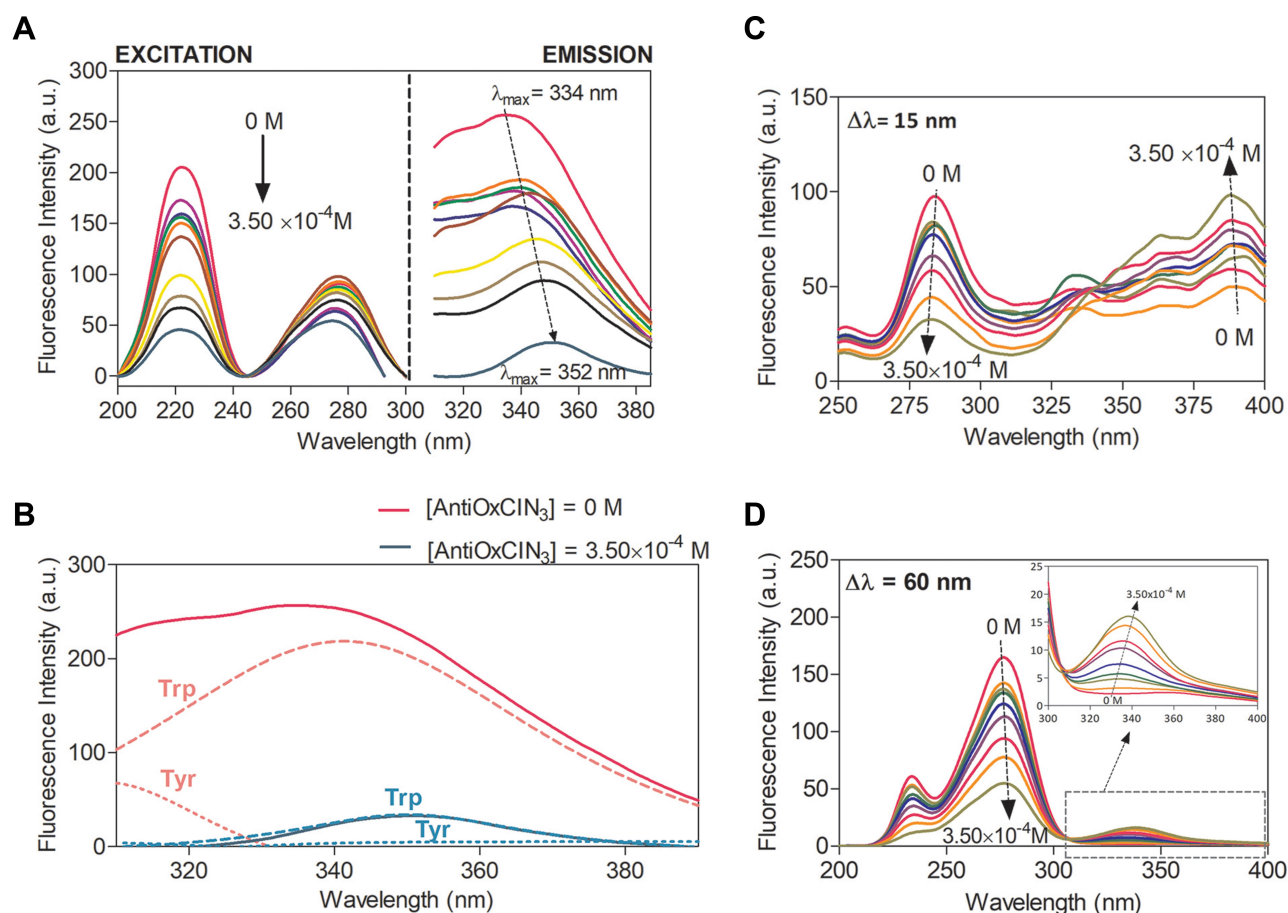 A
EXCITATION
EMISSION
Fluorescence Intensity (a.u.)
300
250
200
150
100
50
0
0 M
3.50 ×10⁻⁴M
λmax= 334 nm
λmax= 352 nm
200 220 240 260 280 300 320 340 360 380
Wavelength (nm)
B
[AntiOxCIN₃] = 0 M
[AntiOxCIN₃] = 3.50×10⁻⁴ M
Fluorescence Intensity (a.u.)
300
200
100
0
Trp
Tyr
Trp
Tyr
320 340 360 380
Wavelength (nm)
C
Fluorescence Intensity (a.u.)
150
100
50
0
Δλ= 15 nm
0 M
3.50 ×10⁻⁴ M
3.50×10⁻⁴ M
0 M
250 275 300 325 350 375 400
Wavelength (nm)
D
Fluorescence Intensity (a.u.)
250
200
150
100
50
0
Δλ = 60 nm
0 M
3.50×10⁻⁴M
25
20
15
10
5
0
3.50x10⁻⁴ M
0 M
300 320 340 360 380 400
200 250 300 350 400
Wavelength (nm)